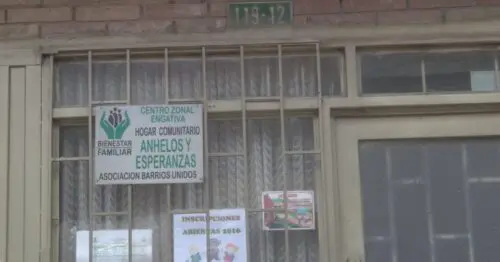 119-12
CENTRO ZONAL
ENGATIVA
HOGAR COMUNITARIO
ANHELOS Y
ESPERANZAS
BIENESTAR
FAMILIAR
ASOCIACION BARRIOS UNIDOS
INSCRIPCIONES
ABIERTAS 2016